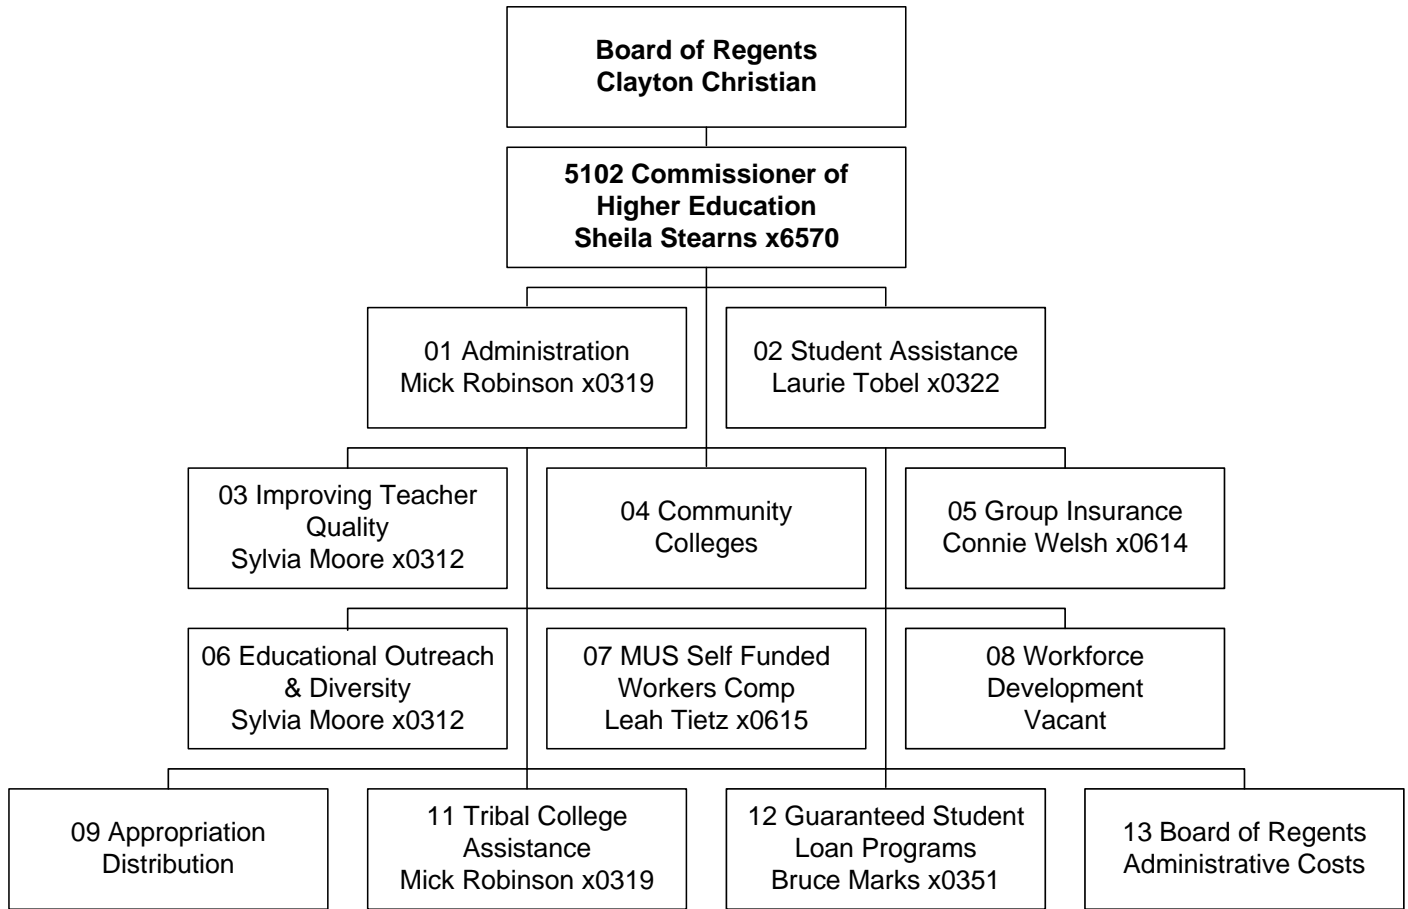 Board of Regents
Clayton Christian
5102 Commissioner of
Higher Education
Sheila Stearns x6570
01 Administration
Mick Robinson x0319
02 Student Assistance
Laurie Tobel x0322
03 Improving Teacher
Quality
Sylvia Moore x0312
04 Community
Colleges
05 Group Insurance
Connie Welsh x0614
06 Educational Outreach
& Diversity
Sylvia Moore x0312
07 MUS Self Funded
Workers Comp
Leah Tietz x0615
08 Workforce
Development
Vacant
09 Appropriation
Distribution
11 Tribal College
Assistance
Mick Robinson x0319
12 Guaranteed Student
Loan Programs
Bruce Marks x0351
13 Board of Regents
Administrative Costs